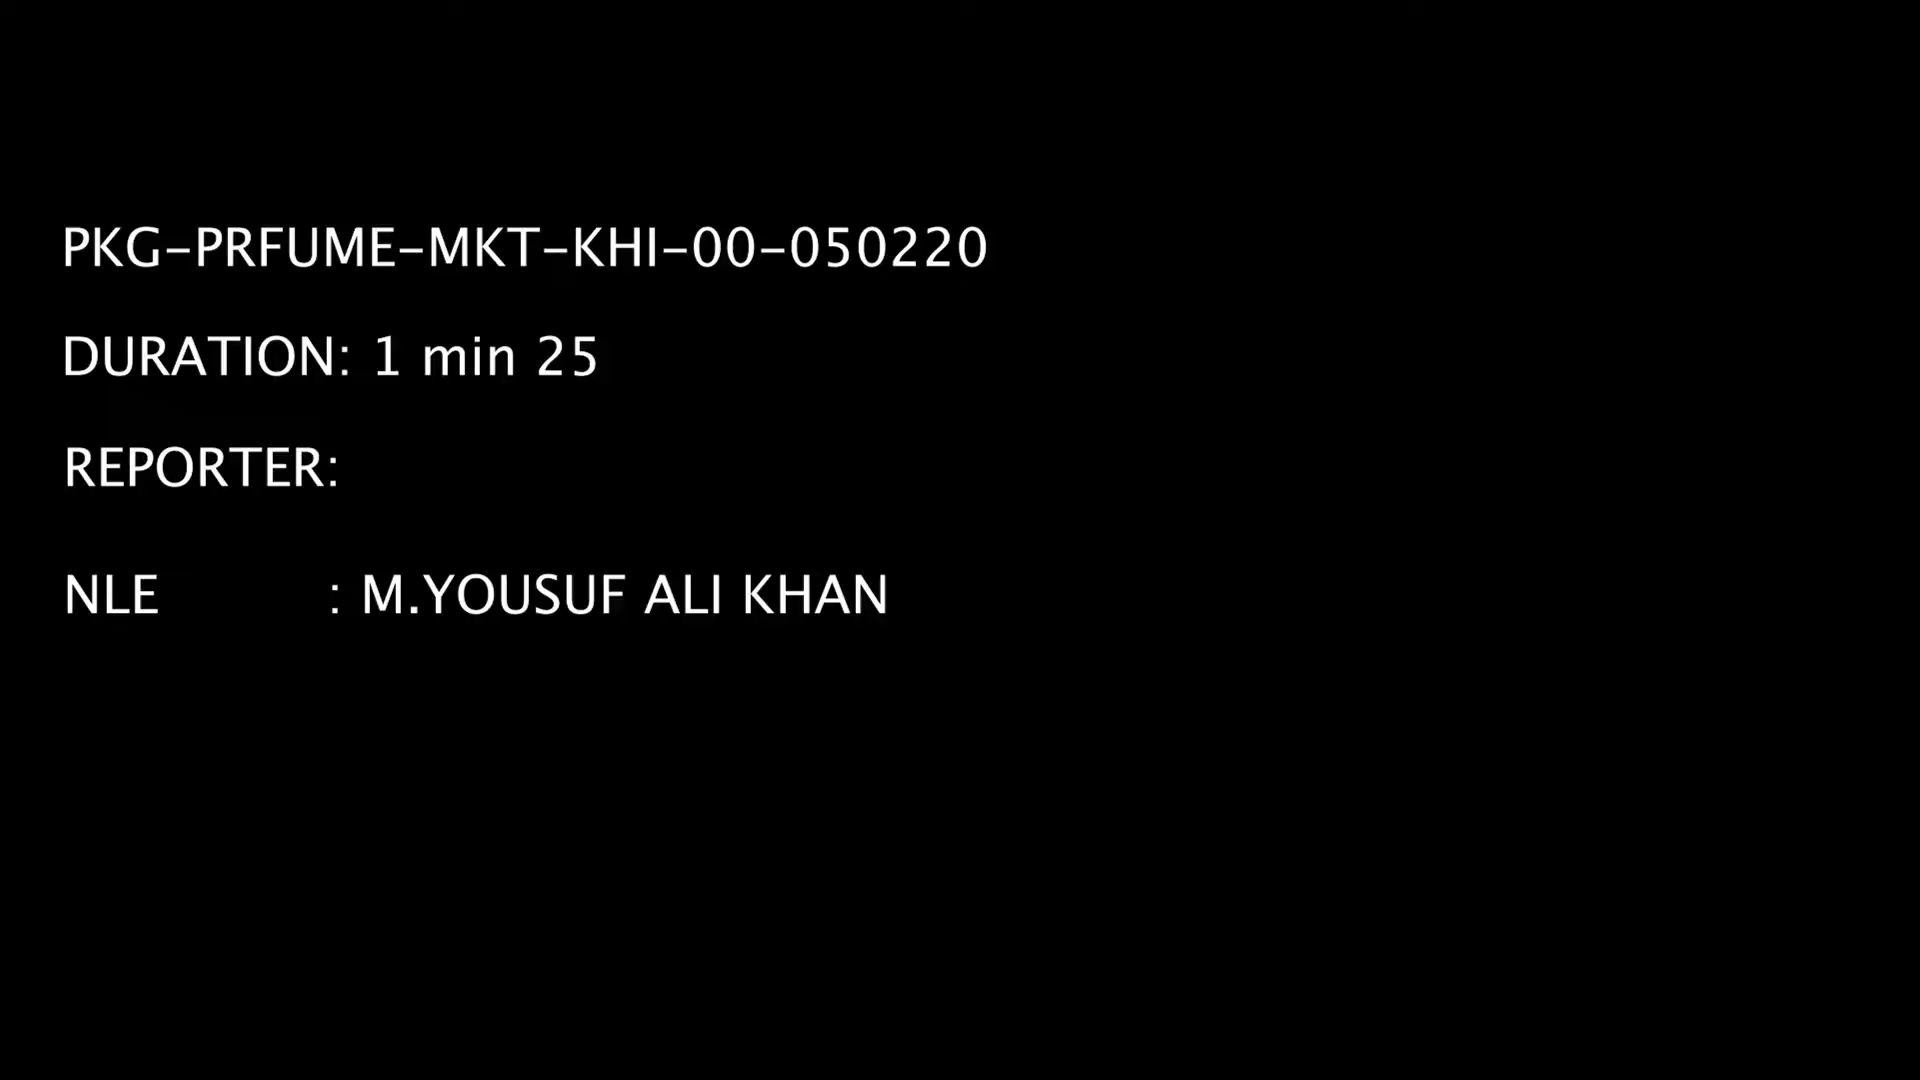 PKG-PRFUME-MKT-KHI-00-050220
DURATION: 1 min 25
REPORTER:
NLE : M.YOUSUF ALI KHAN